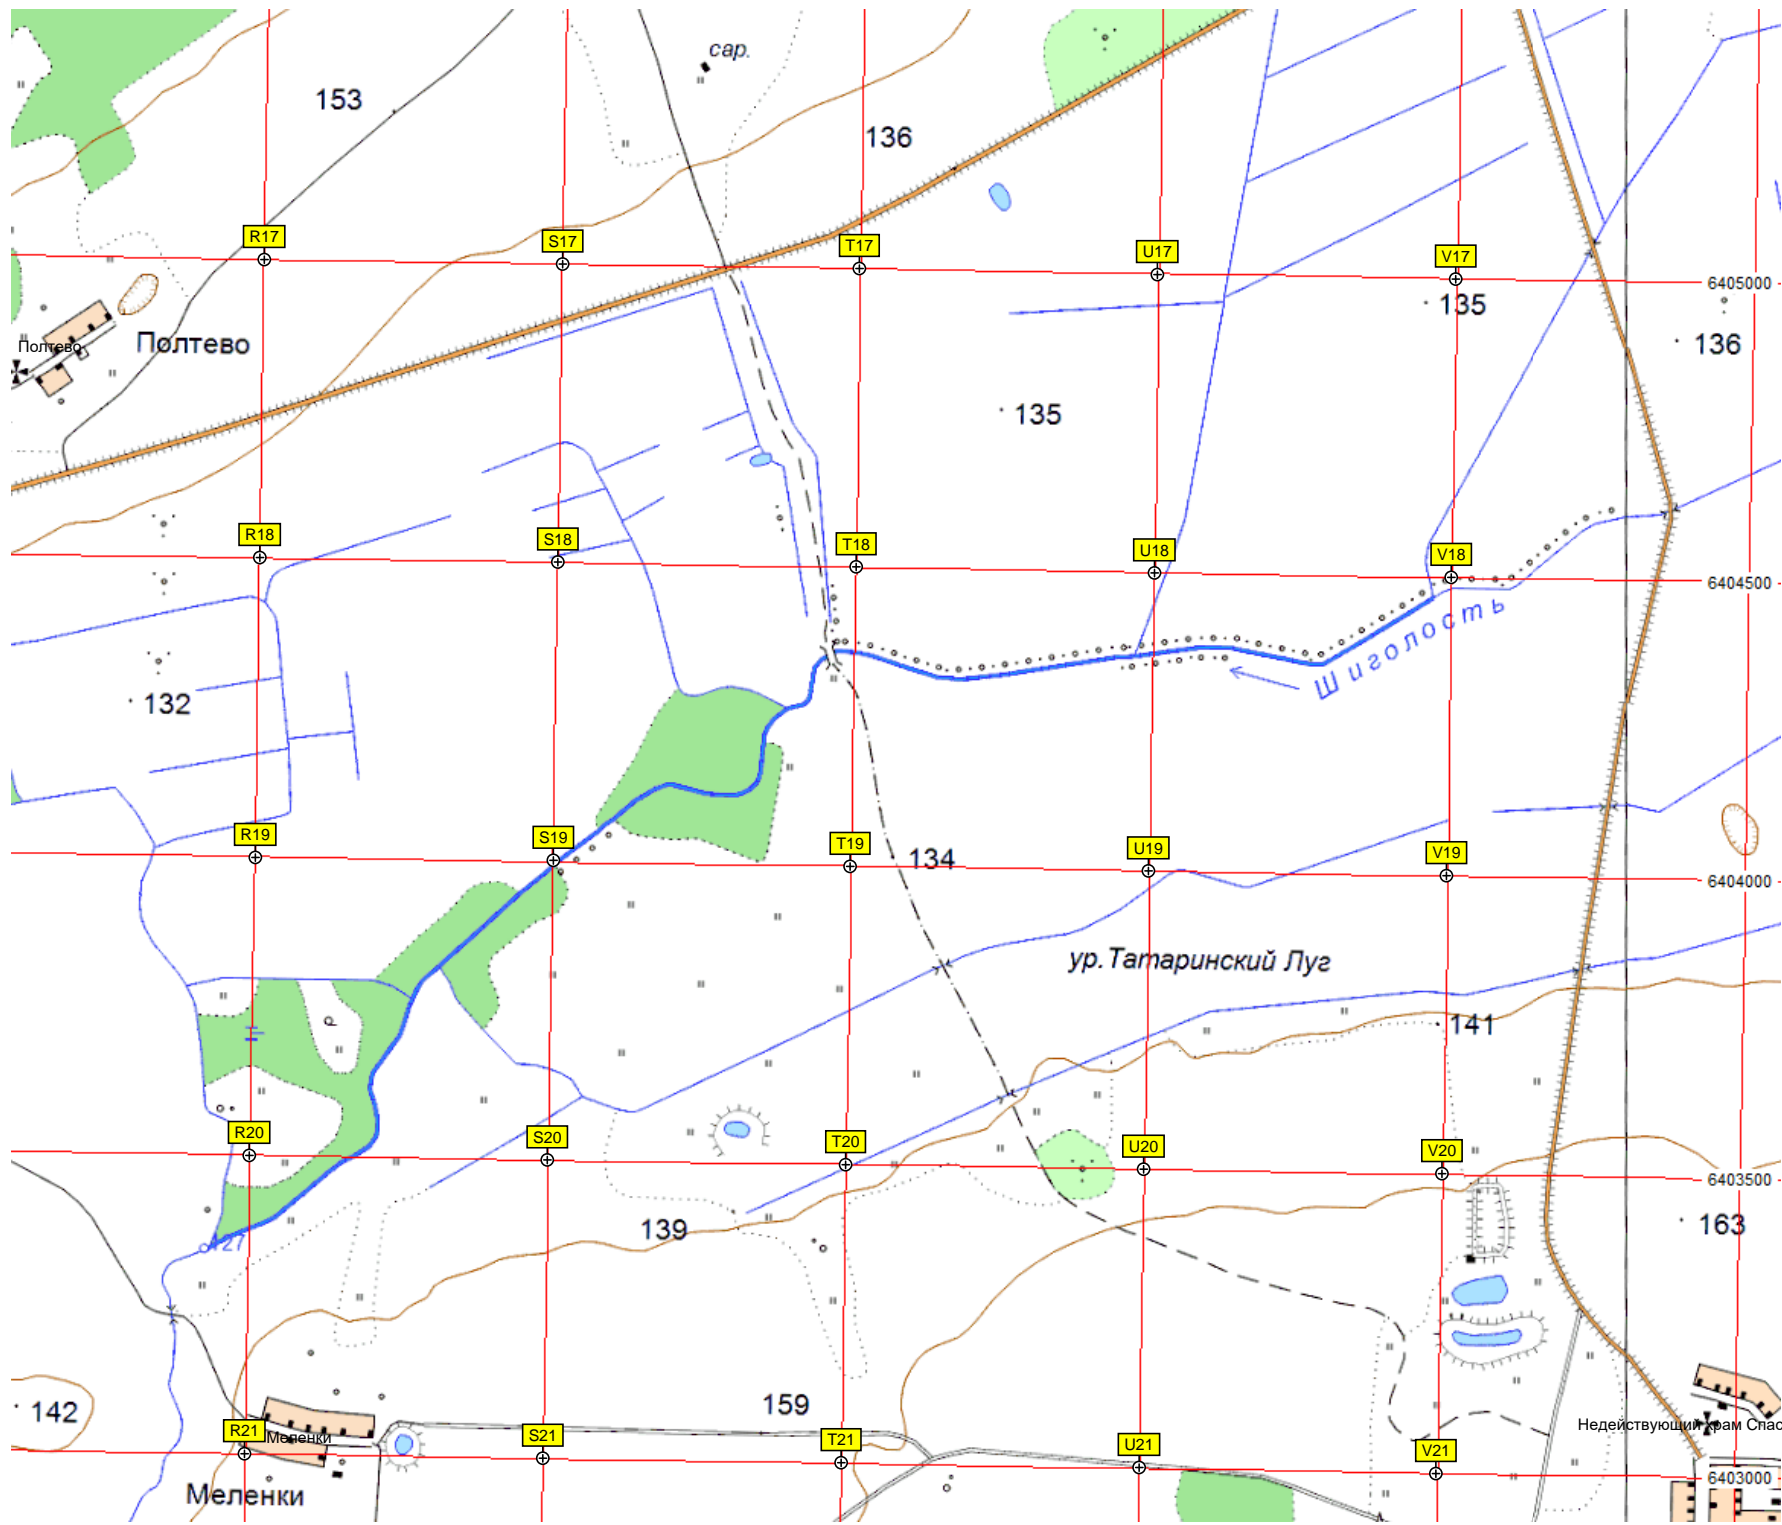 сар.
153
136
R17
S17
T17
U17
V17
6405000
135
Полтево
Полтево
136
135
R18
S18
T18
U18
V18
6404500
Шиголость
132
R19
S19
T19
U19
V19
134
6404000
ур.Татаринский Луг
141
R20
S20
T20
U20
V20
6403500
139
163
127
142
159
R21
Меленки
S21
T21
U21
V21
Недействующий храм Спас
6403000
Меленки